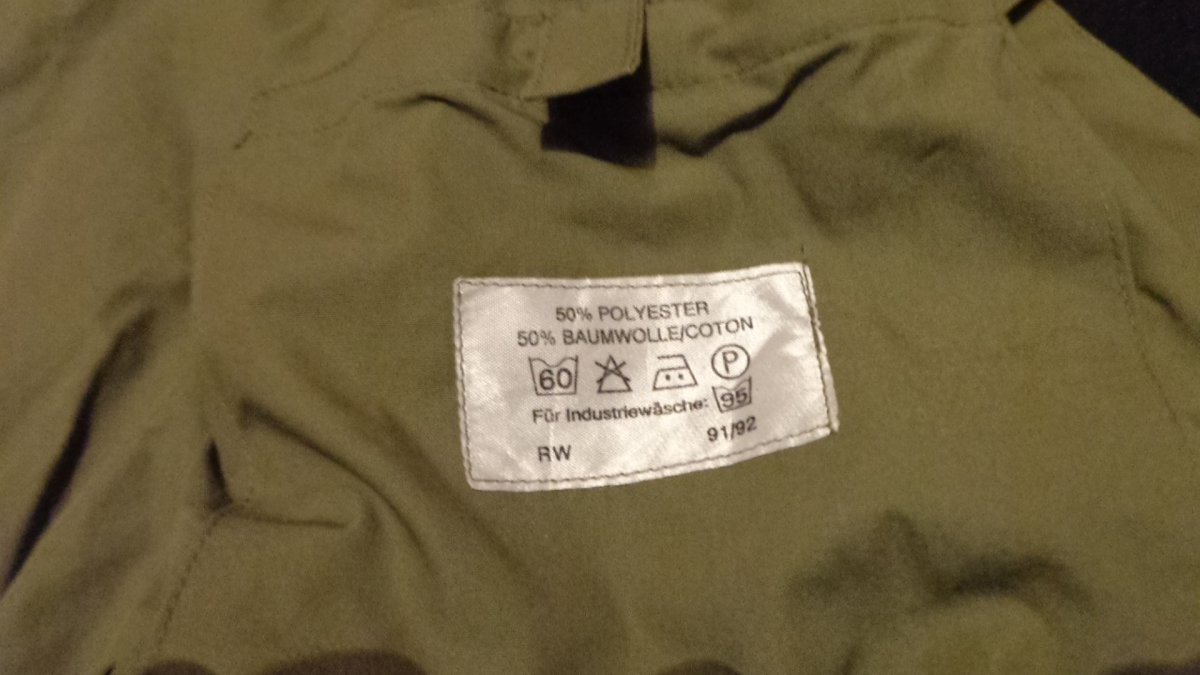 50% POLYESTER
50% BAUMWOLLE/COTON
60 P
Für Industriewäsche: 95
RW 91/92